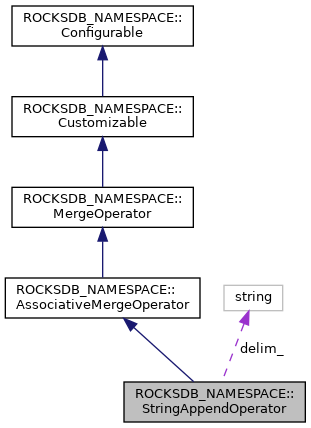 ROCKSDB_NAMESPACE::
Configurable
ROCKSDB_NAMESPACE::
Customizable
ROCKSDB_NAMESPACE::
MergeOperator
ROCKSDB_NAMESPACE::
AssociativeMergeOperator
string
delim_
ROCKSDB_NAMESPACE::
StringAppendOperator